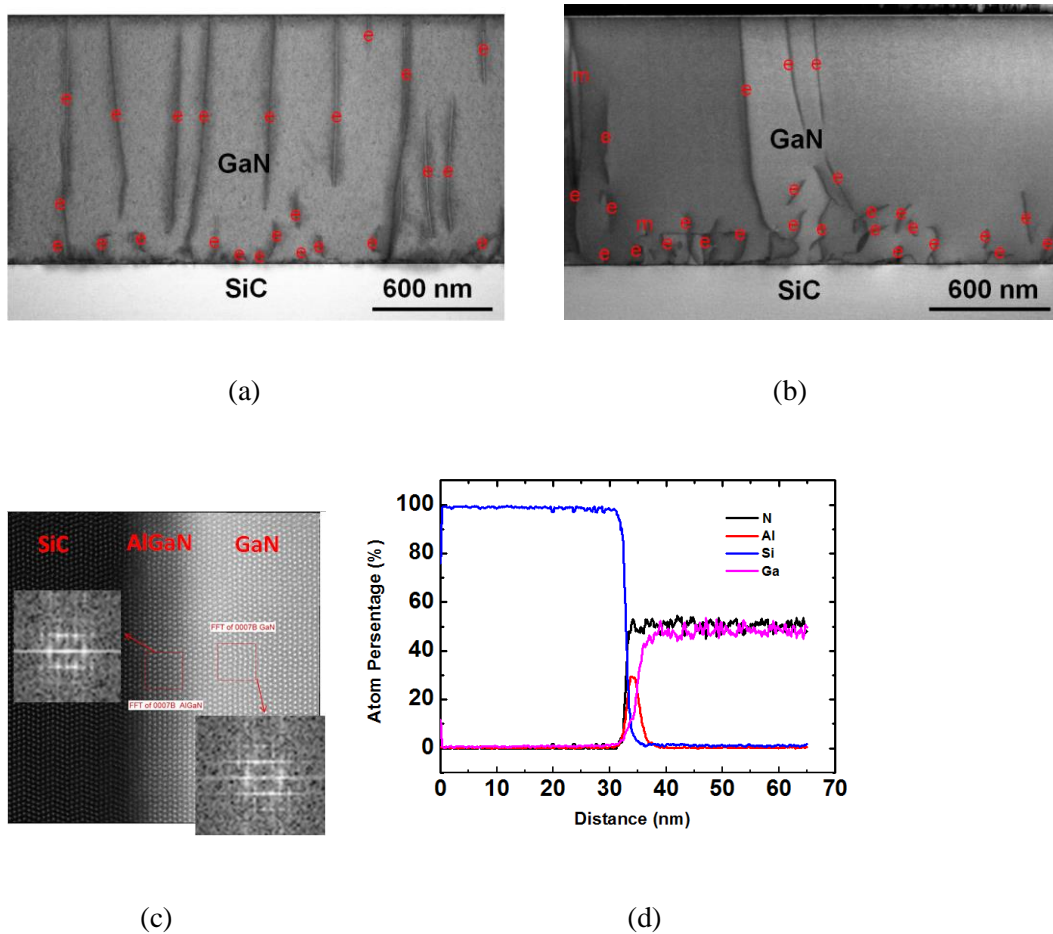 e
e
e
e
e e e e e
GaN
e e
e
e
e e e e e e e e
e e e
SiC
600 nm
(a)
e e
m
e
e
GaN
e
e
e
e
e e
e
m e e e e e
e e e e e e
e e e e
SiC
600 nm
(b)
SiC AlGaN GaN
FFT of 0007B GaN
FFT of 0007B AlGaN
(c)
Atom Persentage (%)
100
80
60
40
20
0
N
Al
Si
Ga
0 10 20 30 40 50 60 70
Distance (nm)
(d)